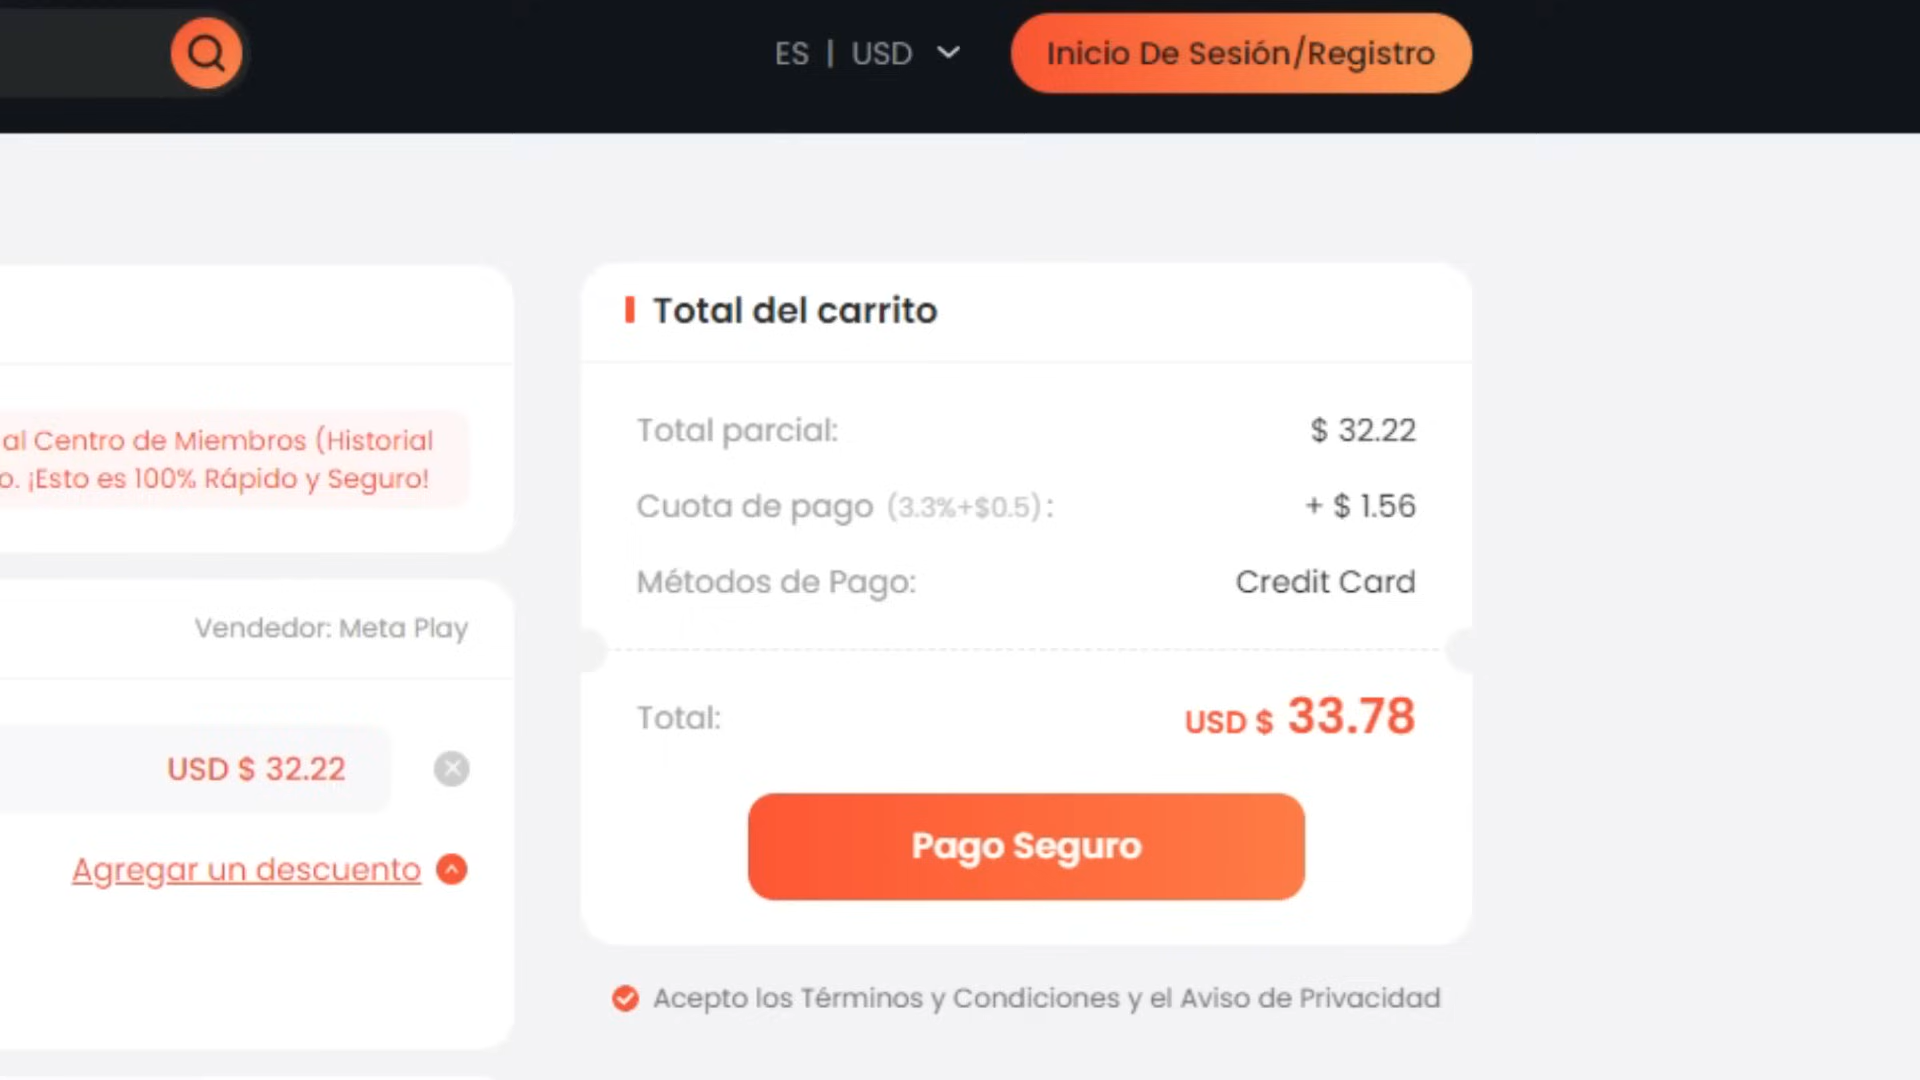 ES | USD
Inicio De Sesión/Registro
al Centro de Miembros (Historial
o. ¡Esto es 100% Rápido y Seguro!
Vendedor: Meta Play
USD $ 32.22
Agregar un descuento
Total del carrito
Total parcial: $ 32.22
Cuota de pago (3.3%+$0.5): + $ 1.56
Métodos de Pago: Credit Card
Total: USD $ 33.78
Pago Seguro
Acepto los Términos y Condiciones y el Aviso de Privacidad